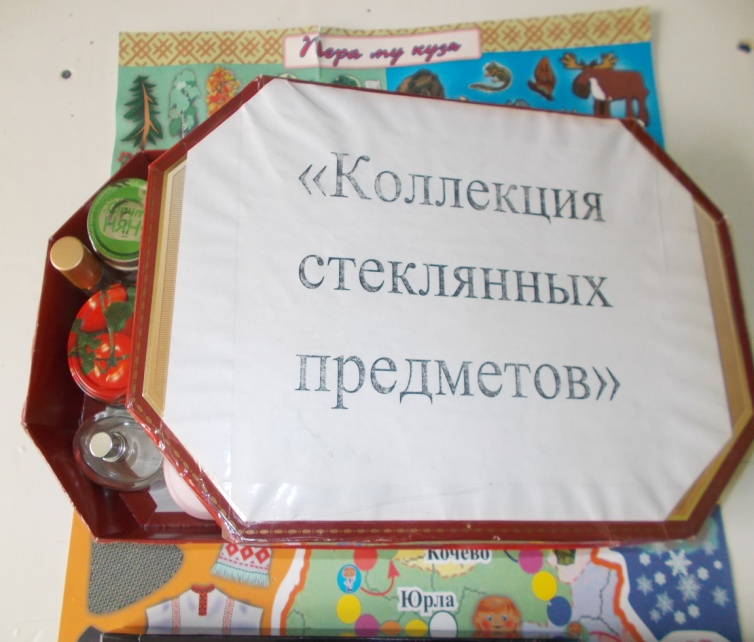 Пера му куза
«Коллекция
стеклянных
предметов»
Кочево
Юрла